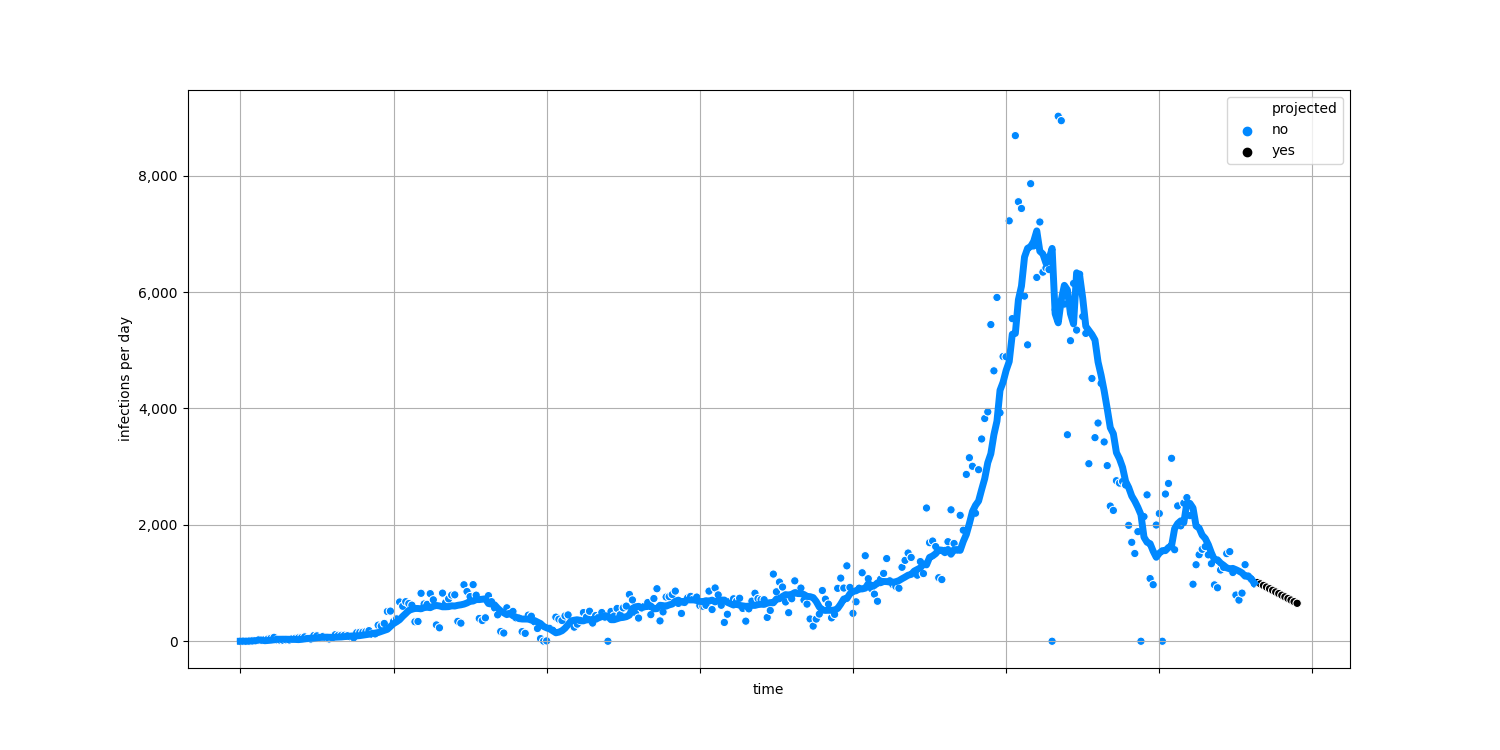 projected
no
yes
8,000
6,000
4,000
2,000
0
infections per day
time